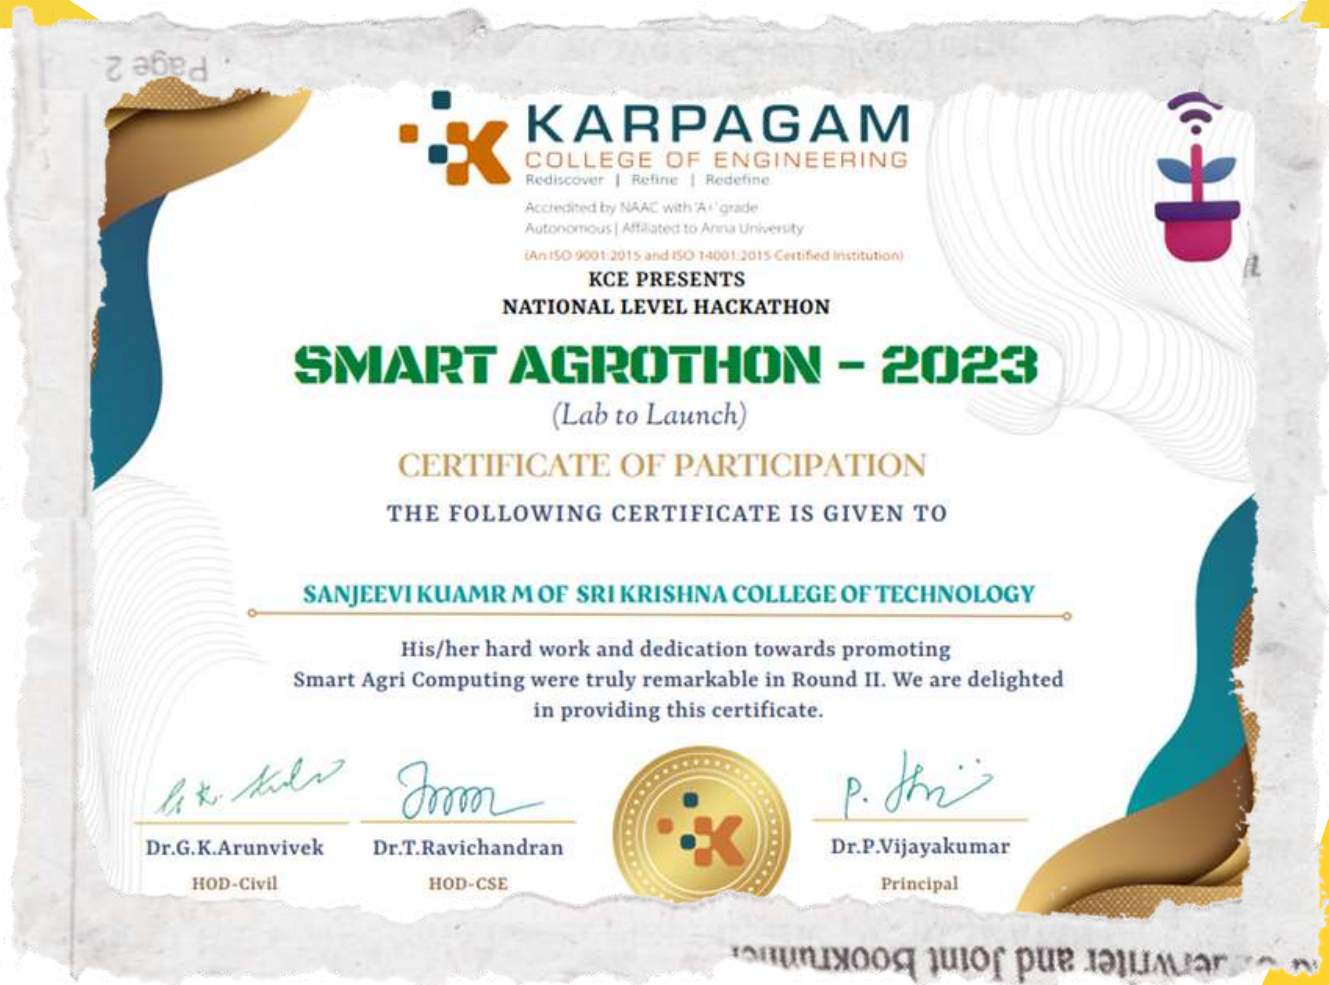 Page 2
KARPAGAM
COLLEGE OF ENGINEERING
Rediscover | Refine | Redefine
Accredited by NAAC with 'A+' grade
Autonomous | Affiliated to Anna University
(An ISO 9001:2015 and ISO 14001:2015 Certified Institution)
KCE PRESENTS
NATIONAL LEVEL HACKATHON
SMART AGROTHON - 2023
(Lab to Launch)
CERTIFICATE OF PARTICIPATION
THE FOLLOWING CERTIFICATE IS GIVEN TO
SANJEEVI KUAMR M OF SRI KRISHNA COLLEGE OF TECHNOLOGY
His/her hard work and dedication towards promoting
Smart Agri Computing were truly remarkable in Round II. We are delighted
in providing this certificate.
Dr.G.K.Arunvivek
Dr.T.Ravichandran
Dr.P.Vijayakumar
HOD-Civil
HOD-CSE
Principal
and Joint Bookrunner